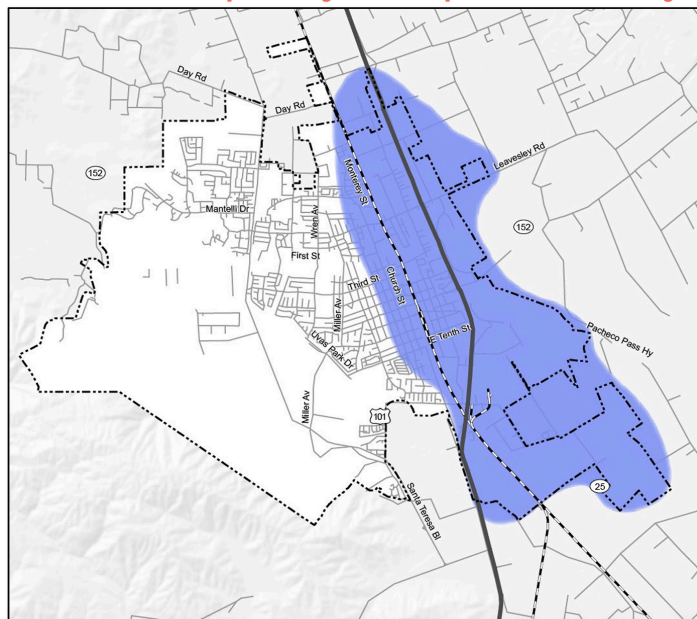 Day Rd
Day Rd
152
Leavesley Rd
Monterey St
Mantelli Dr
Wren Av
152
First St
Church St
Third St
Miller Av
E Tenth St
Pacheco Pass Hy
Uvas Park Dr
Miller Av
101
25
Santa Teresa Bl